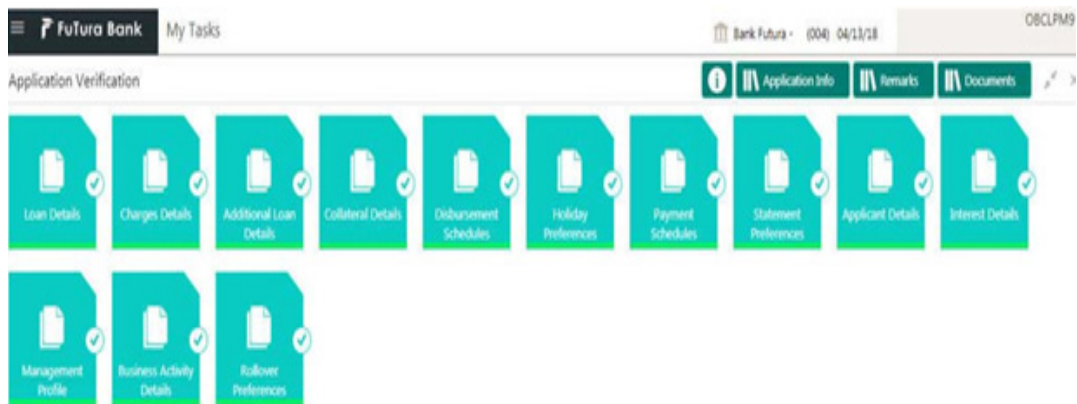 FuTura Bank My Tasks Bank Futura - (004) 04/13/18 OBCLPM9
Application Verification i Application Info Remarks Documents
Loan Details
Charges Details
Additional Loan
Details
Collateral Details
Disbursement
Schedules
Holiday
Preferences
Payment
Schedules
Statement
Preferences
Applicant Details
Interest Details
Management
Profile
Business Activity
Details
Rollover
Preferences